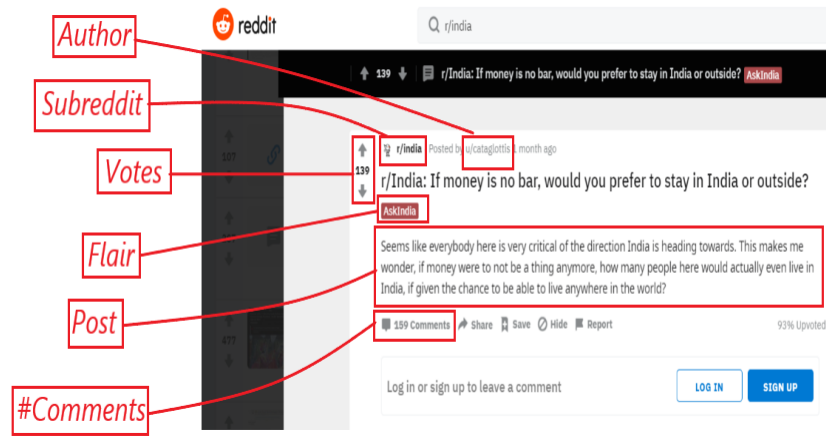 Author
Subreddit
Votes
Flair
Post
#Comments
reddit
r/india
139
r/India: If money is no bar, would you prefer to stay in India or outside? AskIndia
107
477
r/india Posted by u/cataglottis 1 month ago
139
r/India: If money is no bar, would you prefer to stay in India or outside?
AskIndia
Seems like everybody here is very critical of the direction India is heading towards. This makes me
wonder, if money were to not be a thing anymore, how many people here would actually even live in
India, if given the chance to be able to live anywhere in the world?
159 Comments Share Save Hide Report 93% Upvoted
Log in or sign up to leave a comment LOG IN SIGN UP